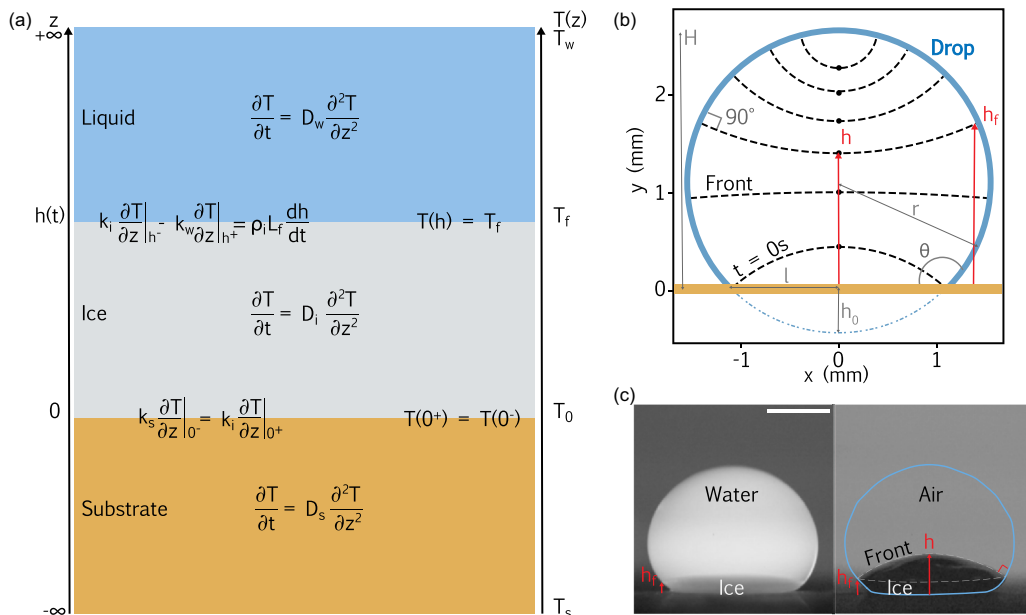 (a)
z
T(z)
+∞
T_w
Liquid
∂T/∂t = D_w ∂²T/∂z²
h(t)
k_i ∂T/∂z|_h⁻ - k_w ∂T/∂z|_h⁺ = ρ_i L_f dh/dt
T(h) = T_f
T_f
Ice
∂T/∂t = D_i ∂²T/∂z²
0
k_s ∂T/∂z|_0⁻ = k_i ∂T/∂z|_0⁺
T(0⁺) = T(0⁻)
T_0
Substrate
∂T/∂t = D_s ∂²T/∂z²
-∞
T_s
(b)
H
Drop
2
90°
h
h_f
y (mm)
Front
1
r
t = 0s
θ
l
0
h_0
-1
0
1
x (mm)
(c)
Water
h_f
Ice
Air
Front
h
h_f
Ice